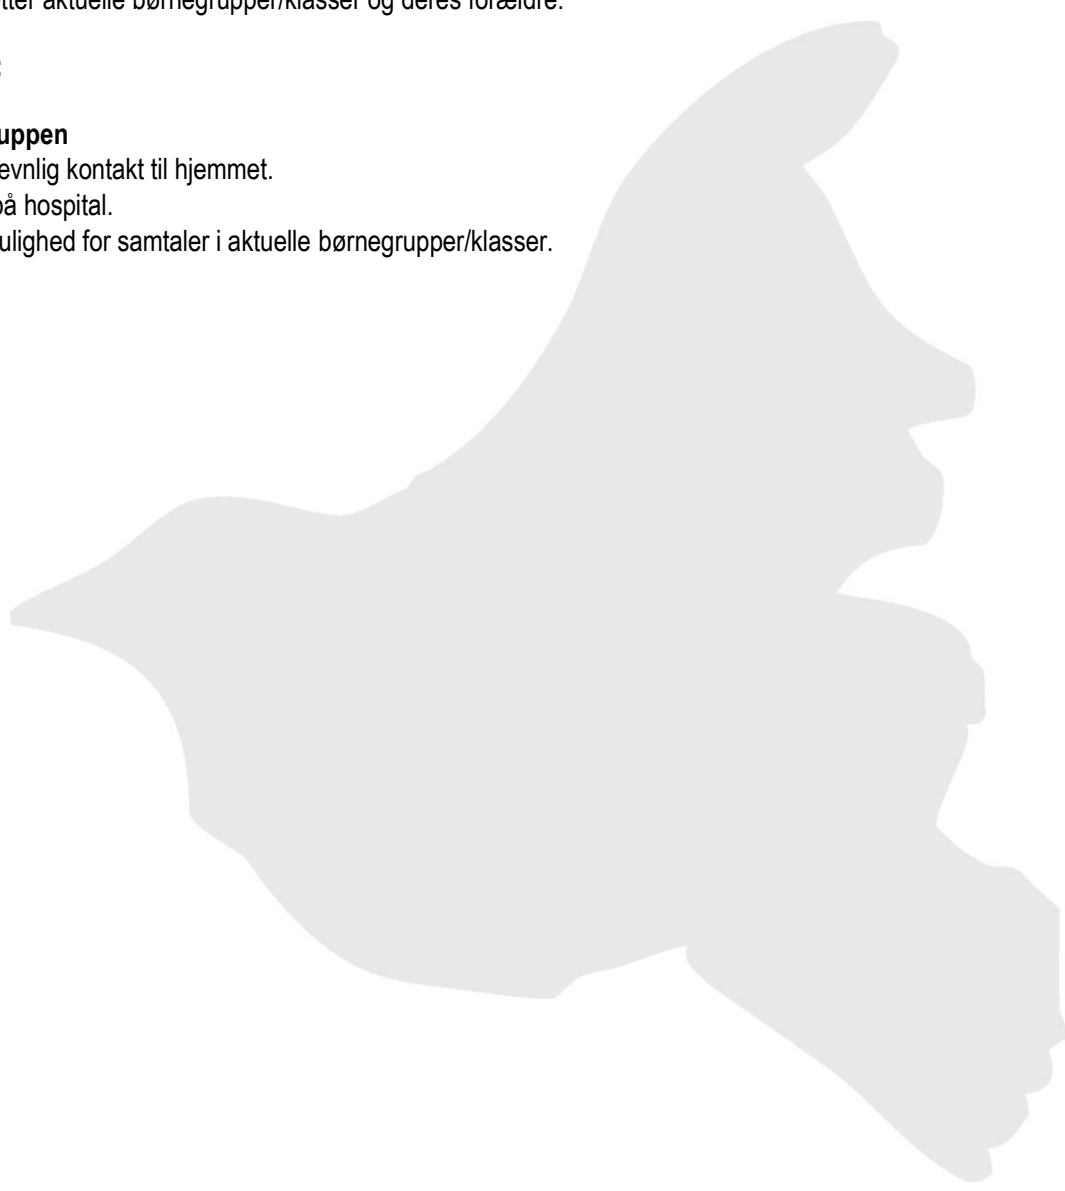 aktuelle børnegrupper/klasser og deres forældre.
:
uppen
evnlig kontakt til hjemmet.
på hospital.
ulighed for samtaler i aktuelle børnegrupper/klasser.